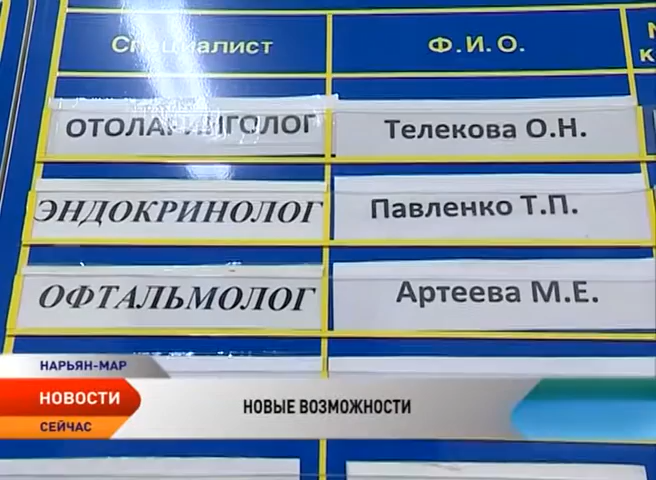 Специалист Ф.И.О.
ОТОЛАРИНГОЛОГ Телекова О.Н.
ЭНДОКРИНОЛОГ Павленко Т.П.
ОФТАЛЬМОЛОГ Артеева М.Е.
НАРЬЯН-МАР
НОВОСТИ
НОВЫЕ ВОЗМОЖНОСТИ
СЕЙЧАС